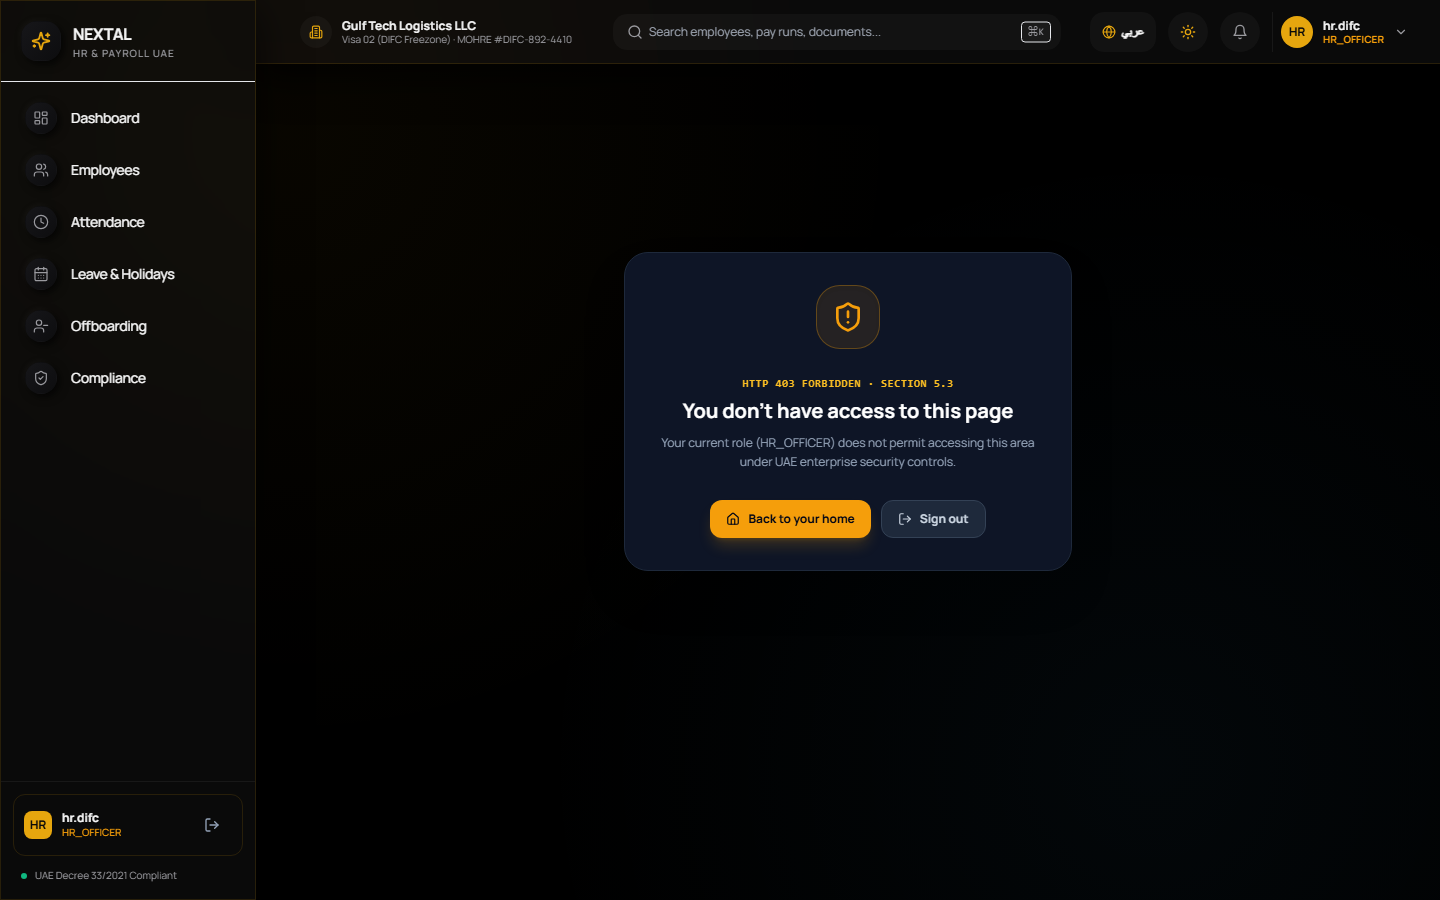 NEXTAL
HR & PAYROLL UAE
Gulf Tech Logistics LLC
Visa 02 (DIFC Freezone) · MOHRE #DIFC-892-4410
Search employees, pay runs, documents...
⌘K
عربي
HR
hr.difc
HR_OFFICER
Dashboard
Employees
Attendance
Leave & Holidays
Offboarding
Compliance
HTTP 403 FORBIDDEN · SECTION 5.3
You don't have access to this page
Your current role (HR_OFFICER) does not permit accessing this area
under UAE enterprise security controls.
Back to your home
Sign out
HR
hr.difc
HR_OFFICER
UAE Decree 33/2021 Compliant